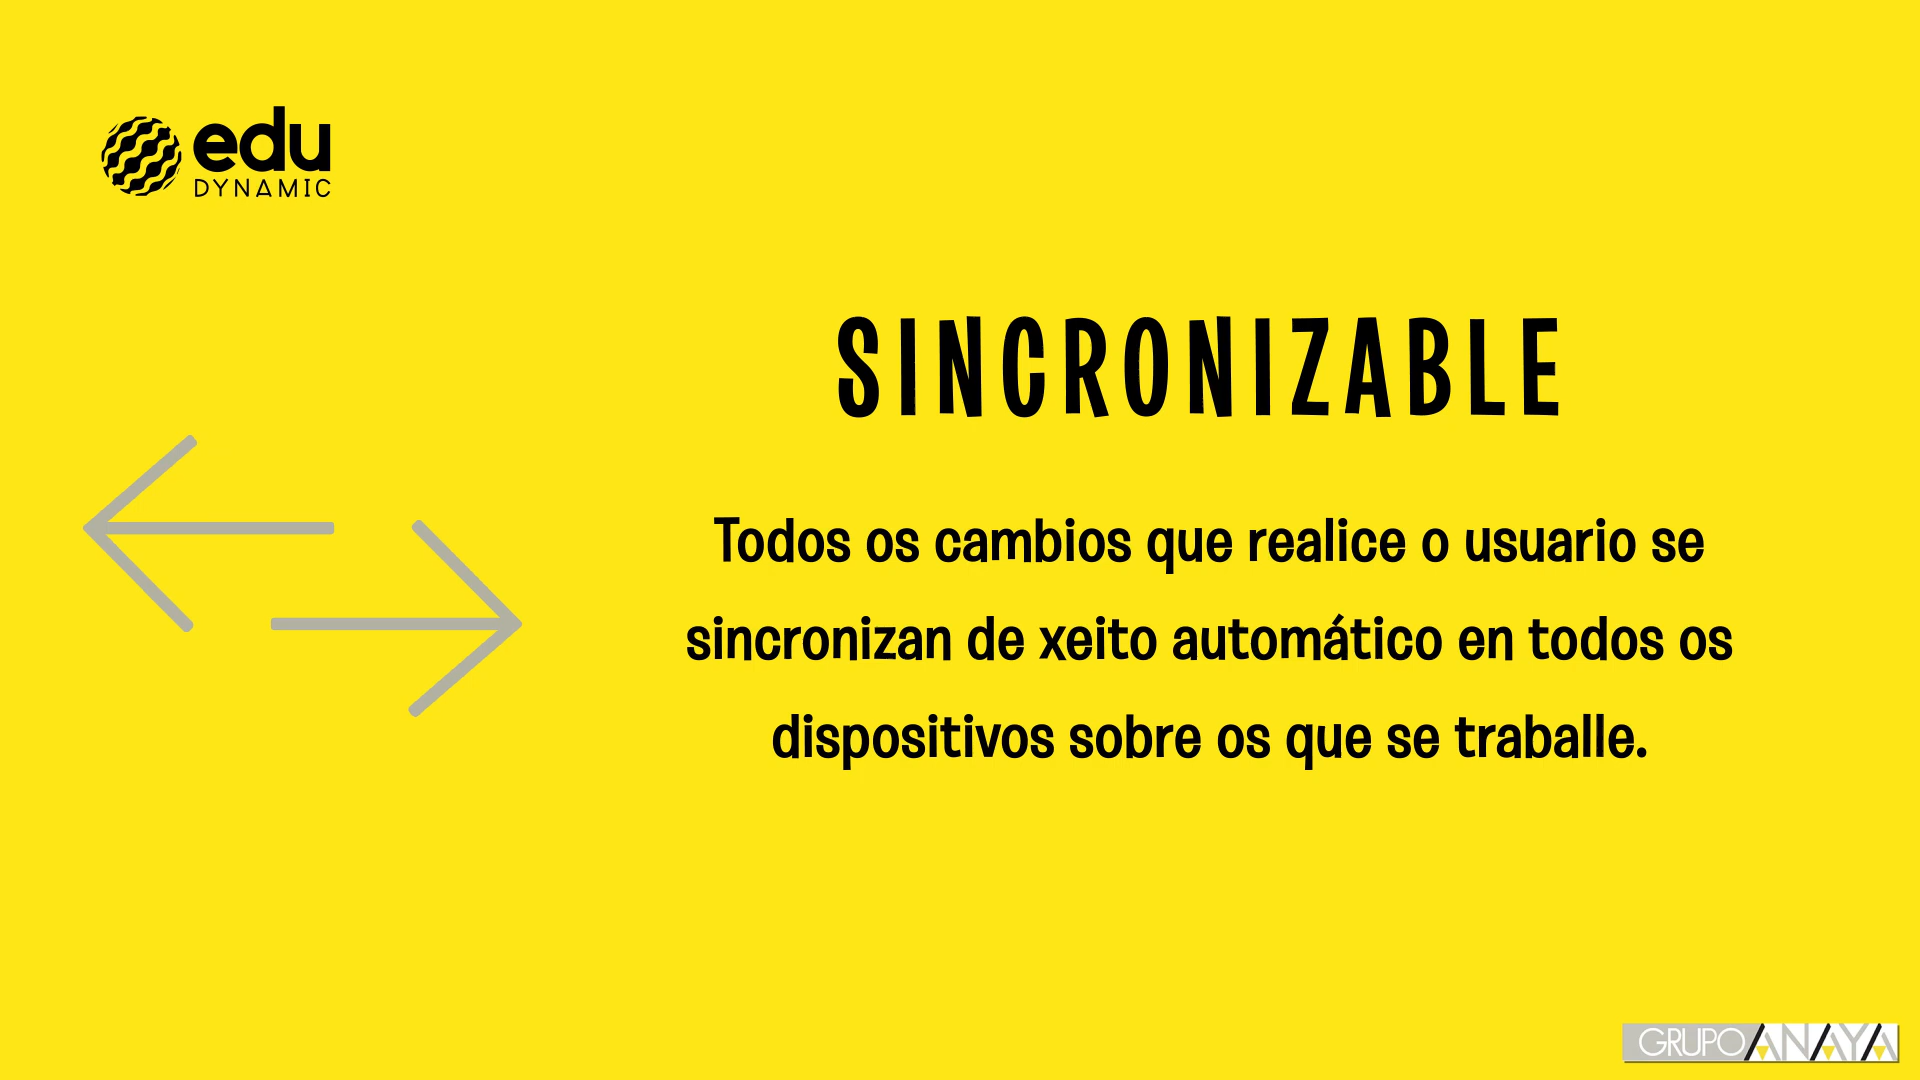 edu
DYNAMIC
SINCRONIZABLE
Todos os cambios que realice o usuario se
sincronizan de xeito automático en todos os
dispositivos sobre os que se traballe.
GRUPO ANAYA